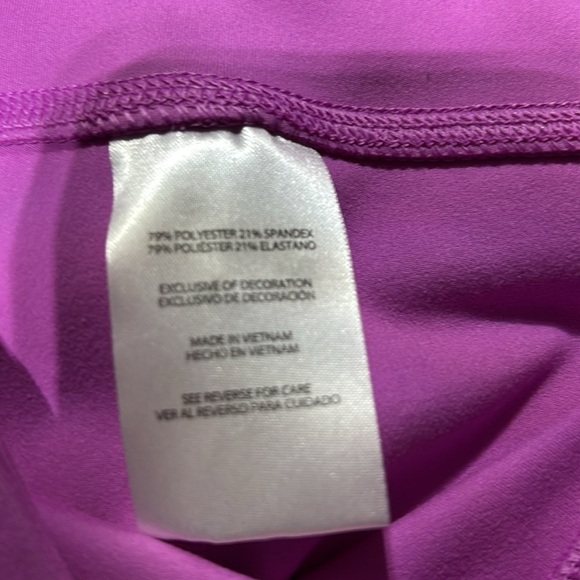 79% POLYESTER 21% SPANDEX
79% POLIÉSTER 21% ELASTANO
EXCLUSIVE OF DECORATION
EXCLUSIVO DE DECORACIÓN
MADE IN VIETNAM
HECHO EN VIETNAM
SEE REVERSE FOR CARE
VER AL REVERSO PARA CUIDADO